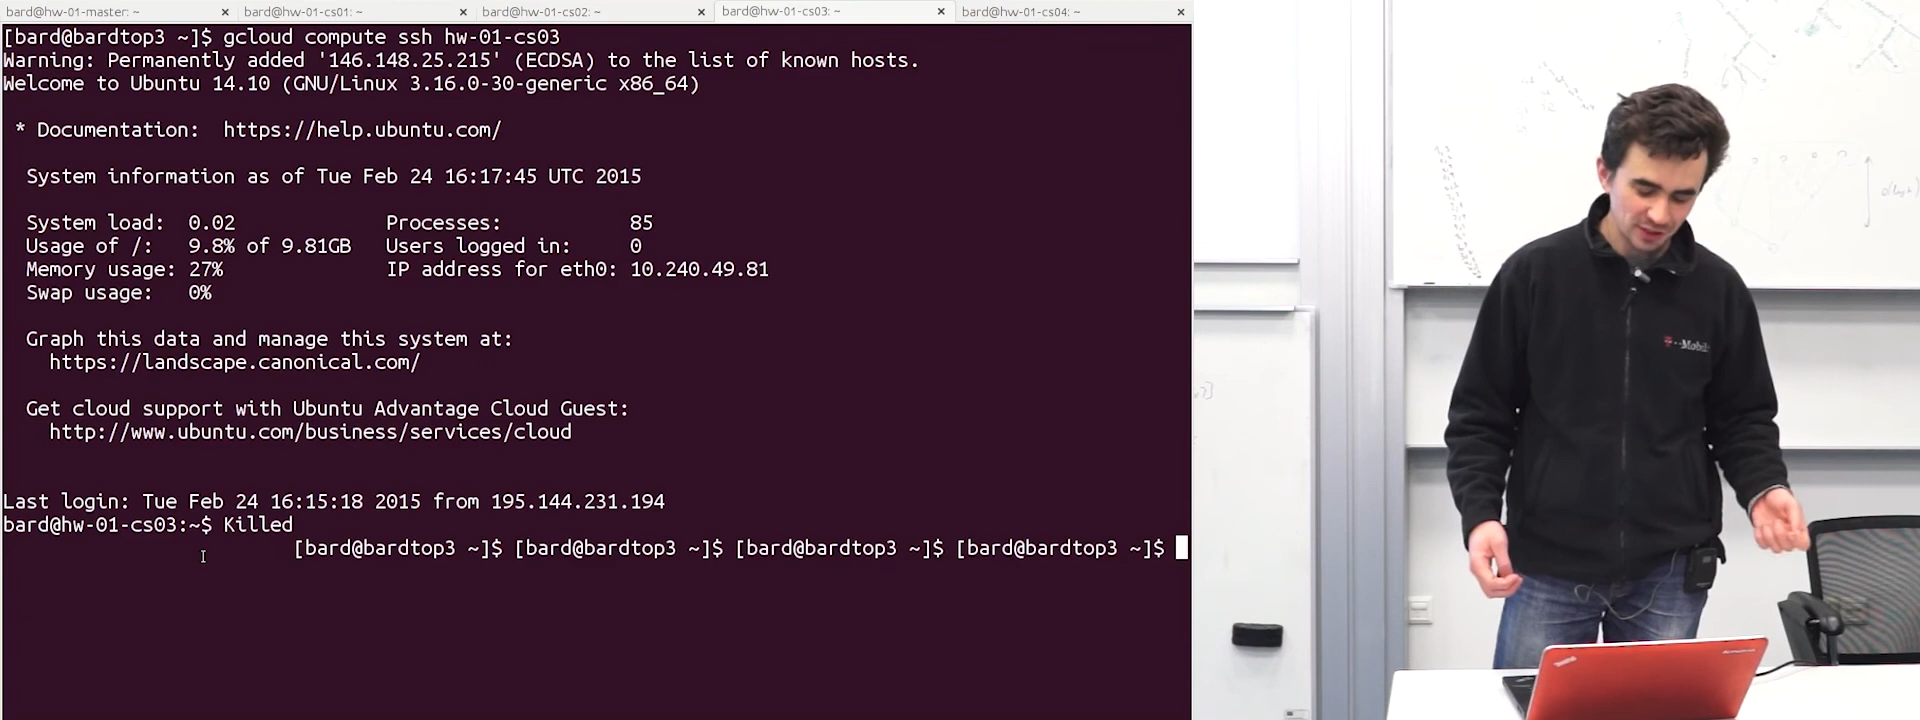 bard@hw-01-master: ~ × bard@hw-01-cs01: ~ × bard@hw-01-cs02: ~ × bard@hw-01-cs03: ~ × bard@hw-01-cs04: ~ ×
[bard@bardtop3 ~]$ gcloud compute ssh hw-01-cs03
Warning: Permanently added '146.148.25.215' (ECDSA) to the list of known hosts.
Welcome to Ubuntu 14.10 (GNU/Linux 3.16.0-30-generic x86_64)
* Documentation: https://help.ubuntu.com/
System information as of Tue Feb 24 16:17:45 UTC 2015
System load: 0.02 Processes: 85
Usage of /: 9.8% of 9.81GB Users logged in: 0
Memory usage: 27% IP address for eth0: 10.240.49.81
Swap usage: 0%
Graph this data and manage this system at:
https://landscape.canonical.com/
Get cloud support with Ubuntu Advantage Cloud Guest:
http://www.ubuntu.com/business/services/cloud
Last login: Tue Feb 24 16:15:18 2015 from 195.144.231.194
bard@hw-01-cs03:~$ Killed
[bard@bardtop3 ~]$ [bard@bardtop3 ~]$ [bard@bardtop3 ~]$ [bard@bardtop3 ~]$